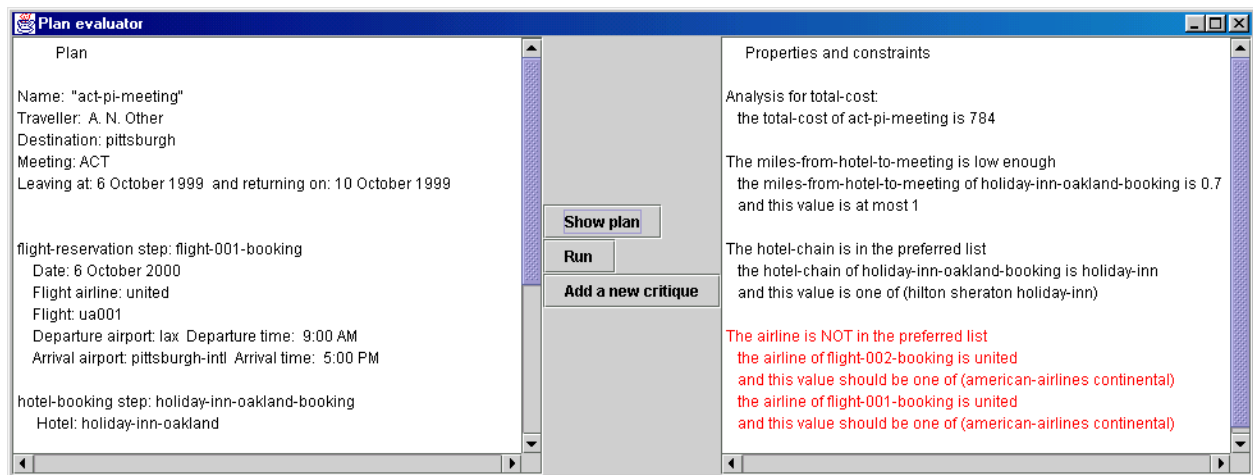 Plan evaluator
Plan
Name: "act-pi-meeting"
Traveller: A. N. Other
Destination: pittsburgh
Meeting: ACT
Leaving at: 6 October 1999 and returning on: 10 October 1999
flight-reservation step: flight-001-booking
Date: 6 October 2000
Flight airline: united
Flight: ua001
Departure airport: lax Departure time: 9:00 AM
Arrival airport: pittsburgh-intl Arrival time: 5:00 PM
hotel-booking step: holiday-inn-oakland-booking
Hotel: holiday-inn-oakland
Show plan
Run
Add a new critique
Properties and constraints
Analysis for total-cost:
the total-cost of act-pi-meeting is 784
The miles-from-hotel-to-meeting is low enough
the miles-from-hotel-to-meeting of holiday-inn-oakland-booking is 0.7
and this value is at most 1
The hotel-chain is in the preferred list
the hotel-chain of holiday-inn-oakland-booking is holiday-inn
and this value is one of (hilton sheraton holiday-inn)
The airline is NOT in the preferred list
the airline of flight-002-booking is united
and this value should be one of (american-airlines continental)
the airline of flight-001-booking is united
and this value should be one of (american-airlines continental)